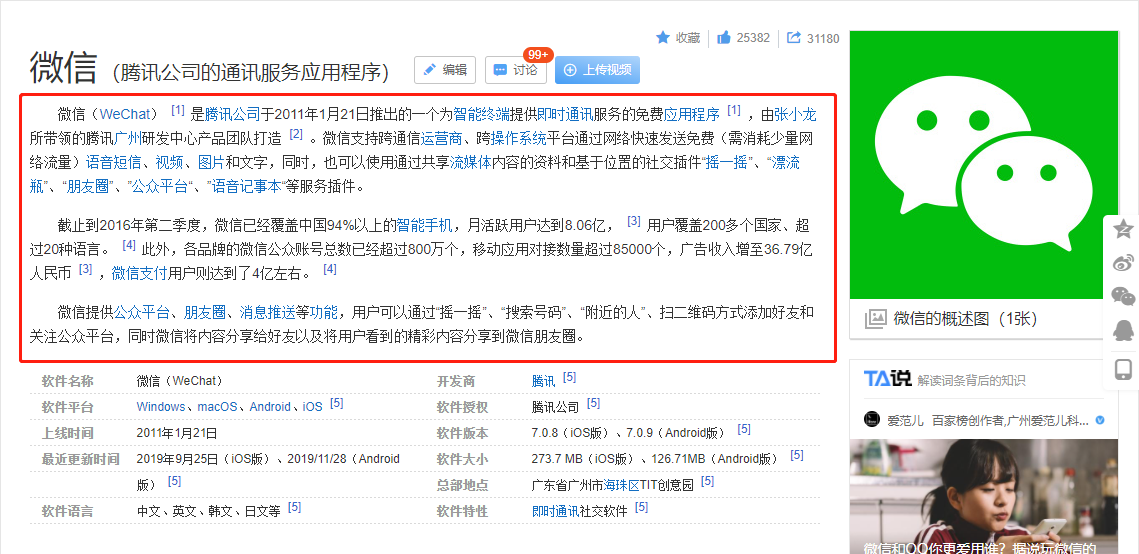 收藏 25382 31180
微信（腾讯公司的通讯服务应用程序） 编辑 讨论 99+ 上传视频
微信（WeChat） [1] 是腾讯公司于2011年1月21日推出的一个为智能终端提供即时通讯服务的免费应用程序 [1] ，由张小龙
所带领的腾讯广州研发中心产品团队打造 [2] 。微信支持跨通信运营商、跨操作系统平台通过网络快速发送免费（需消耗少量网
络流量）语音短信、视频、图片和文字，同时，也可以使用通过共享流媒体内容的资料和基于位置的社交插件“摇一摇”、“漂流
瓶”、“朋友圈”、”公众平台“、”语音记事本“等服务插件。
截止到2016年第二季度，微信已经覆盖中国94%以上的智能手机，月活跃用户达到8.06亿， [3] 用户覆盖200多个国家、超
过20种语言。 [4] 此外，各品牌的微信公众账号总数已经超过800万个，移动应用对接数量超过85000个，广告收入增至36.79亿
人民币 [3] ，微信支付用户则达到了4亿左右。 [4]
微信提供公众平台、朋友圈、消息推送等功能，用户可以通过“摇一摇”、“搜索号码”、“附近的人”、扫二维码方式添加好友和
关注公众平台，同时微信将内容分享给好友以及将用户看到的精彩内容分享到微信朋友圈。
软件名称 微信（WeChat） 开发商 腾讯 [5]
软件平台 Windows、macOS、Android、iOS [5] 软件授权 腾讯公司 [5]
上线时间 2011年1月21日 软件版本 7.0.8（iOS版）、7.0.9（Android版） [5]
最近更新时间 2019年9月25日（iOS版）、2019/11/28（Android 软件大小 273.7 MB（iOS版）、126.71MB（Android版） [5]
版） [5] 总部地点 广东省广州市海珠区TIT创意园 [5]
软件语言 中文、英文、韩文、日文等 [5] 软件特性 即时通讯社交软件 [5]
微信的概述图（1张）
TA说 解读词条背后的知识
爱范儿 百家榜创作者,广州爱范儿科...
微信和QQ你更爱用谁？据说玩微信的